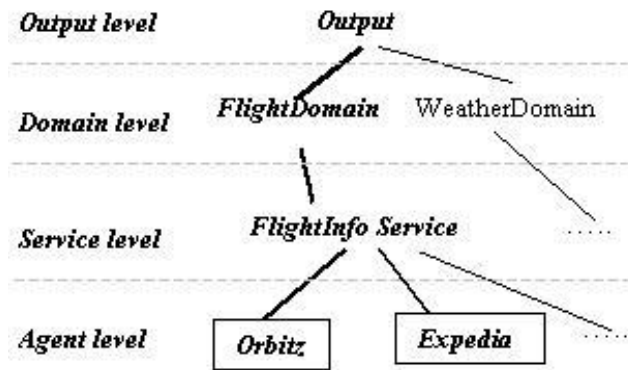 Output level Output
Domain level FlightDomain WeatherDomain
Service level FlightInfo Service ......
Agent level Orbitz Expedia ......